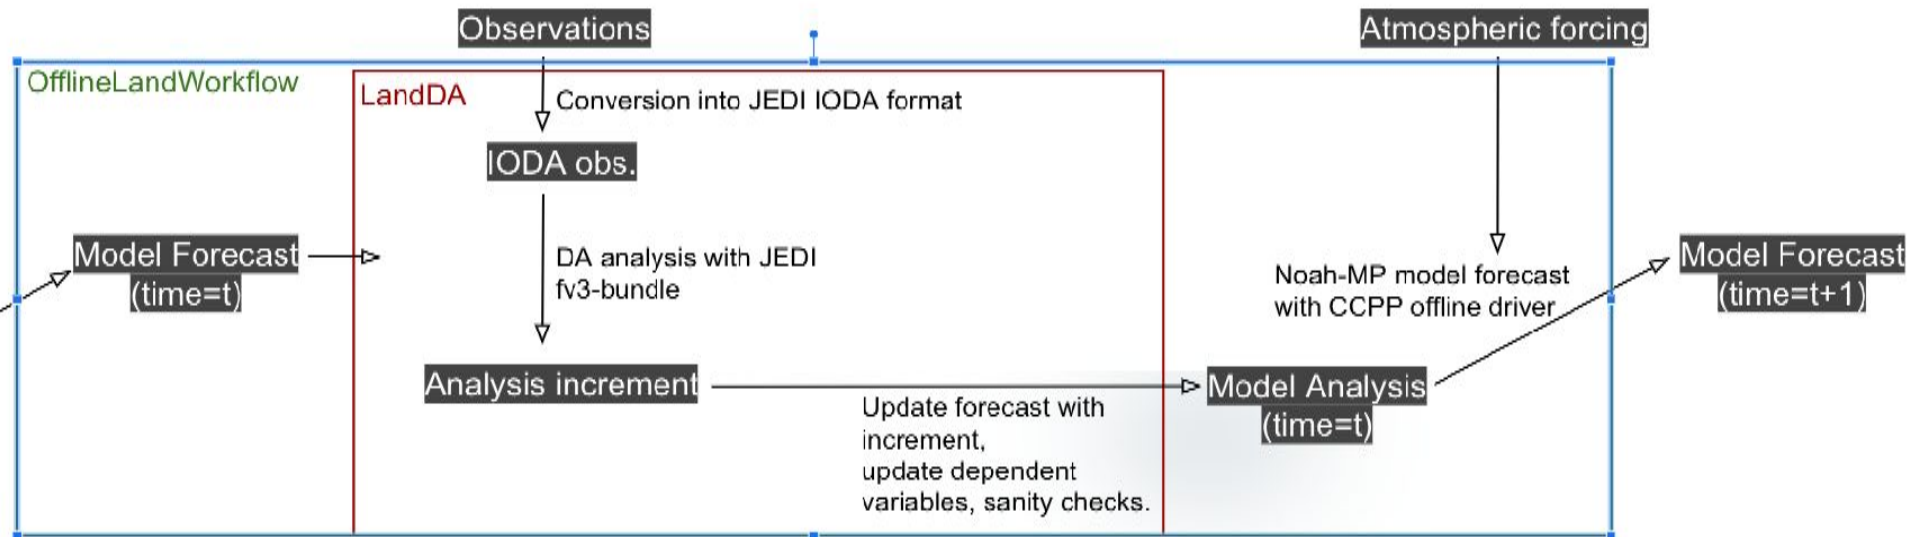 Observations
Atmospheric forcing
OfflineLandWorkflow
LandDA
Conversion into JEDI IODA format
IODA obs.
Model Forecast
(time=t)
DA analysis with JEDI
fv3-bundle
Noah-MP model forecast
with CCPP offline driver
Model Forecast
(time=t+1)
Analysis increment
Update forecast with
increment,
update dependent
variables, sanity checks.
Model Analysis
(time=t)